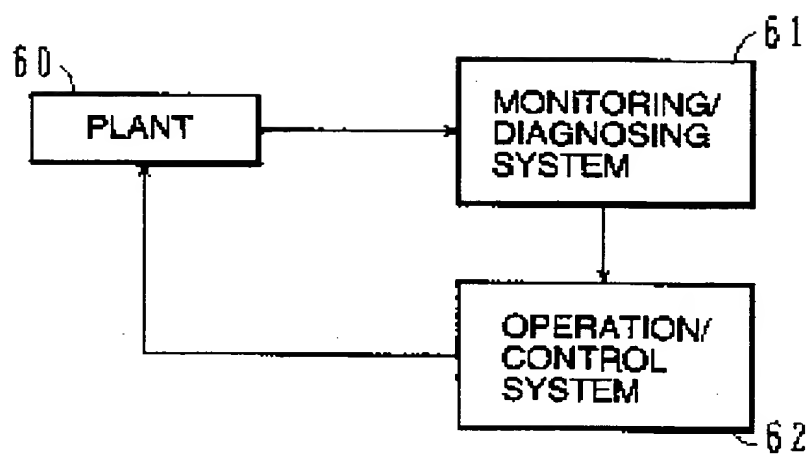 60
PLANT
61
MONITORING/
DIAGNOSING
SYSTEM
OPERATION/
CONTROL
SYSTEM
62